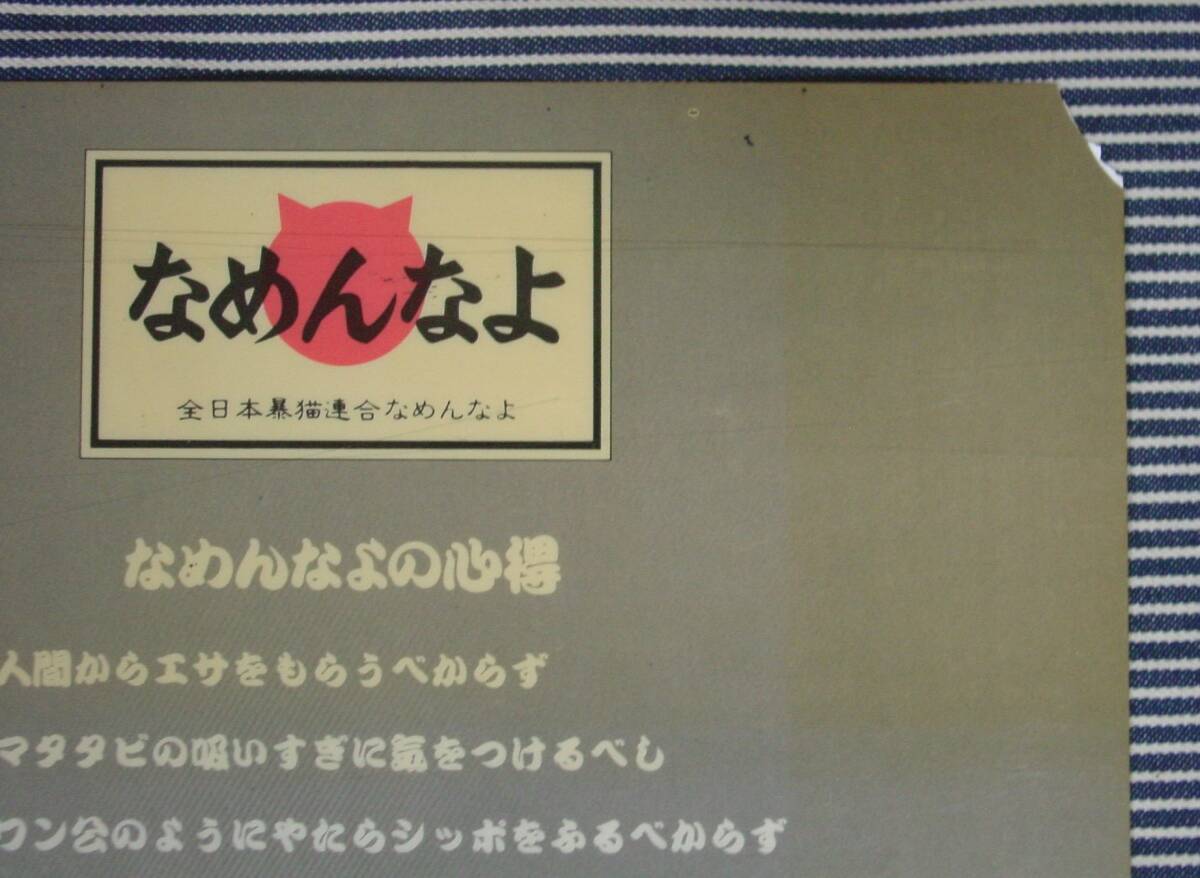 なめんなよ
全日本暴猫連合なめんなよ
なめんなよの心得
人間からエサをもらうべからず
マタタビの吸いすぎに気をつけるべし
ワン公のようにやたらシッポをふるべからず